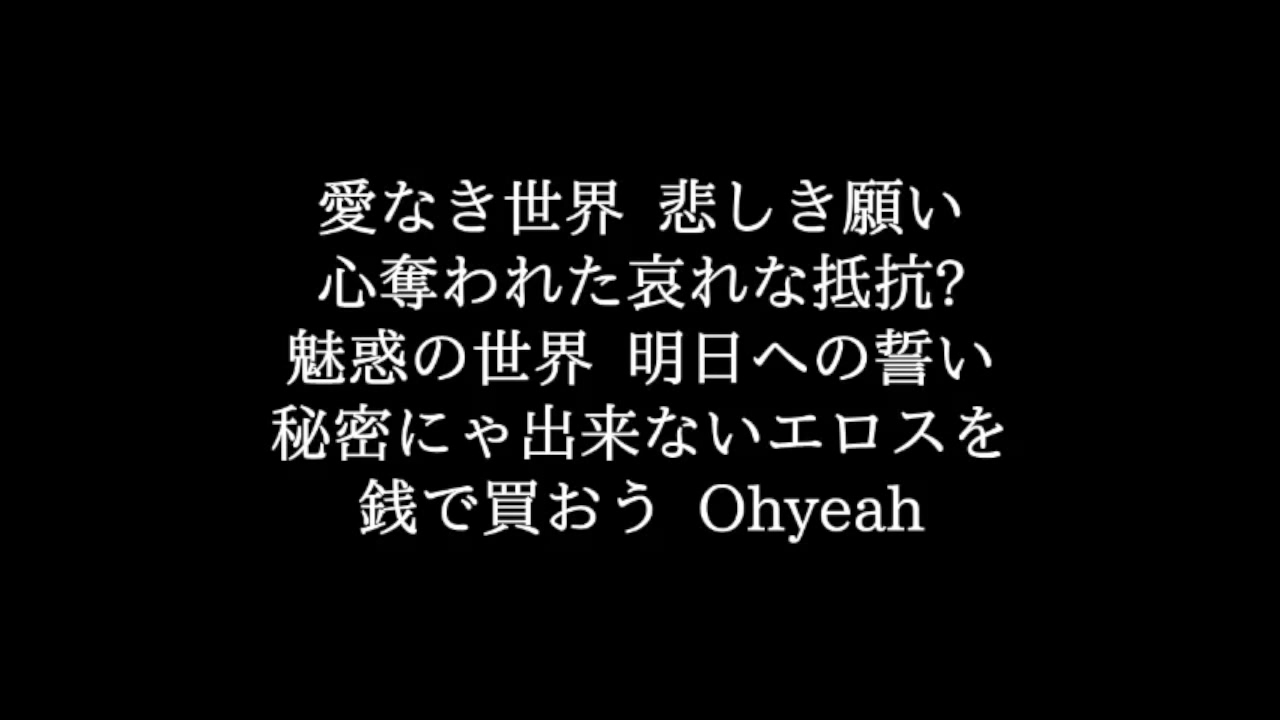 愛なき世界 悲しき願い
心奪われた哀れな抵抗?
魅惑の世界 明日への誓い
秘密にゃ出来ないエロスを
銭で買おう Ohyeah